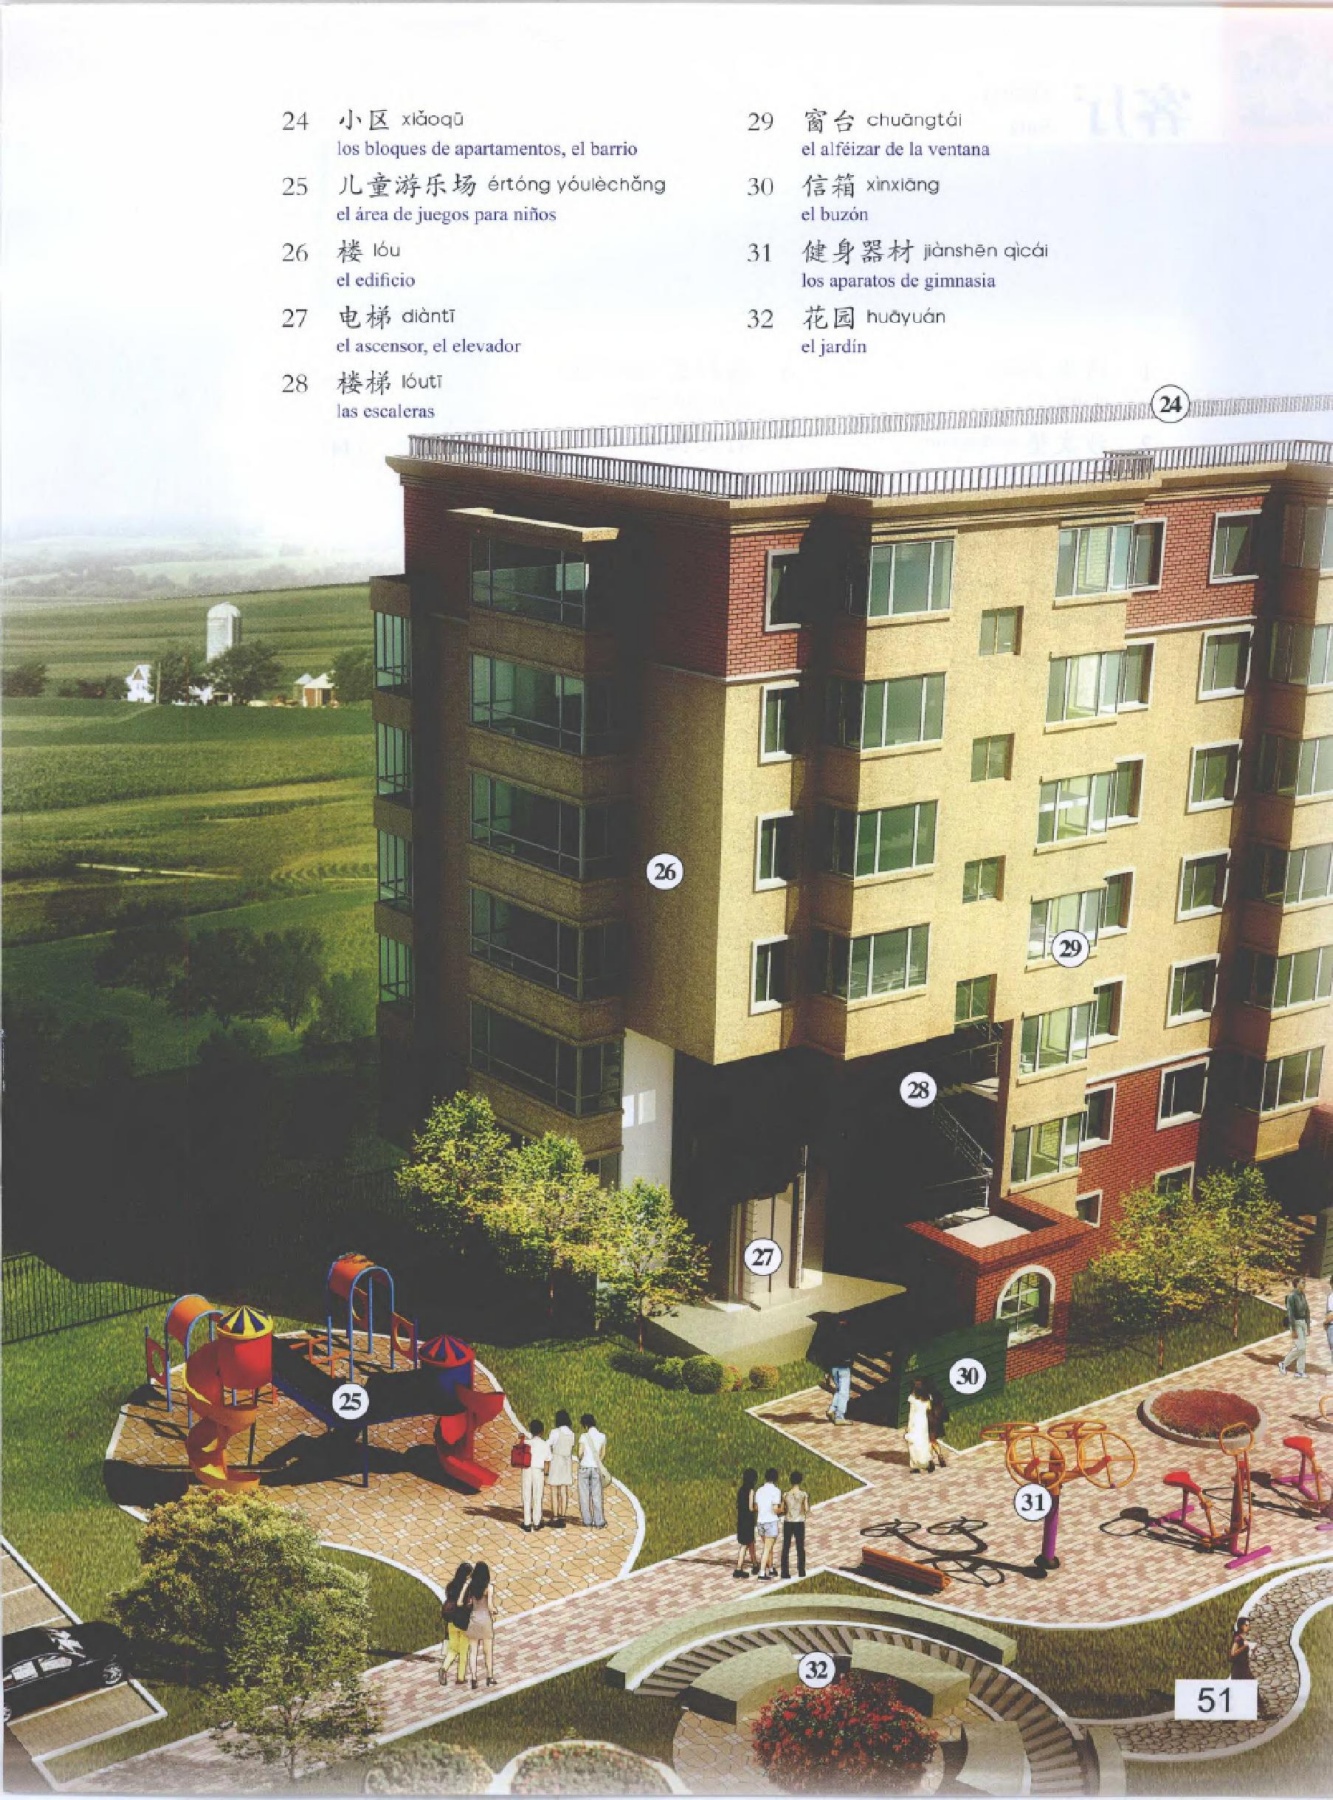 24 小区 xiǎoqū
los bloques de apartamentos, el barrio
25 儿童游乐场 értóng yóulèchǎng
el área de juegos para niños
26 楼 lóu
el edificio
27 电梯 diàntī
el ascensor, el elevador
28 楼梯 lóutī
las escaleras
29 窗台 chuāngtái
el alféizar de la ventana
30 信箱 xìnxiāng
el buzón
31 健身器材 jiànshēn qìcái
los aparatos de gimnasia
32 花园 huāyuán
el jardín
24
26
29
28
27
25
30
31
32
51